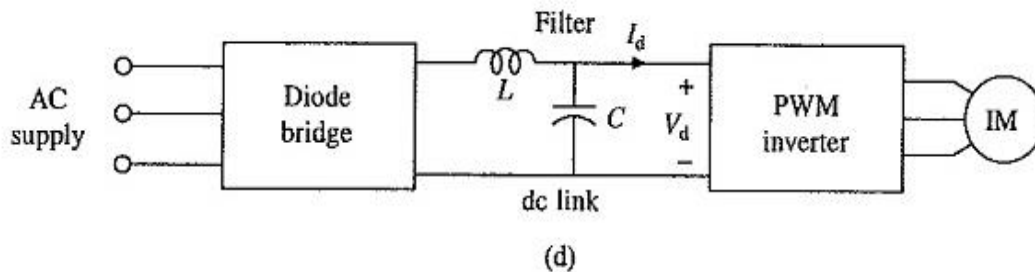 Filter
AC
supply
Diode
bridge
L
C
I_d
+
V_d
−
PWM
inverter
IM
dc link
(d)